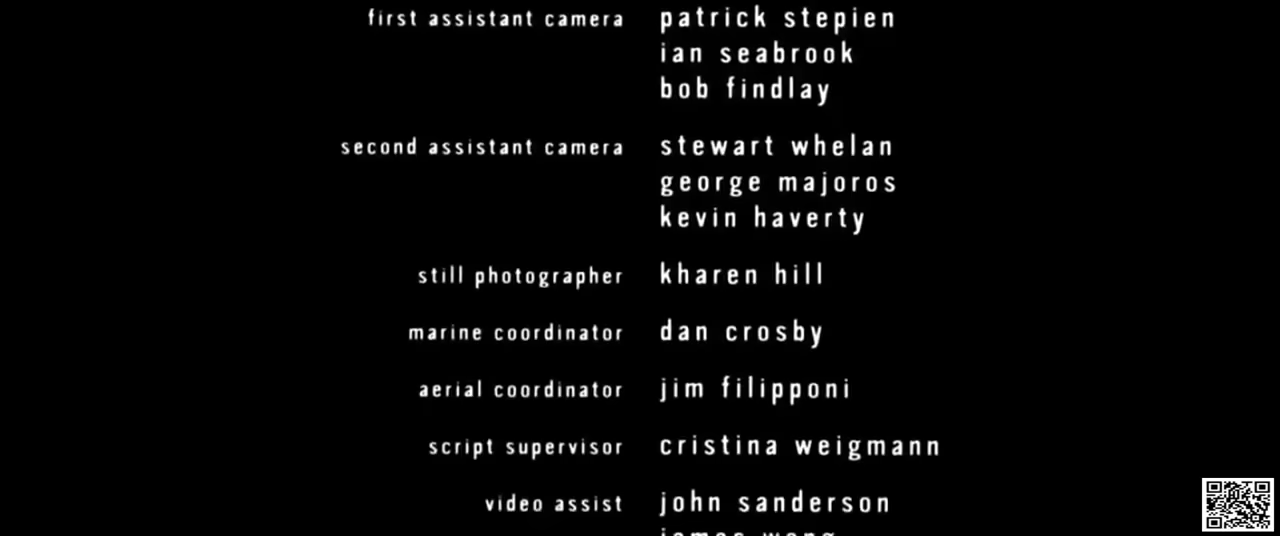 first assistant camera patrick stepien
ian seabrook
bob findlay
second assistant camera stewart whelan
george majoros
kevin haverty
still photographer kharen hill
marine coordinator dan crosby
aerial coordinator jim filipponi
script supervisor cristina weigmann
video assist john sanderson